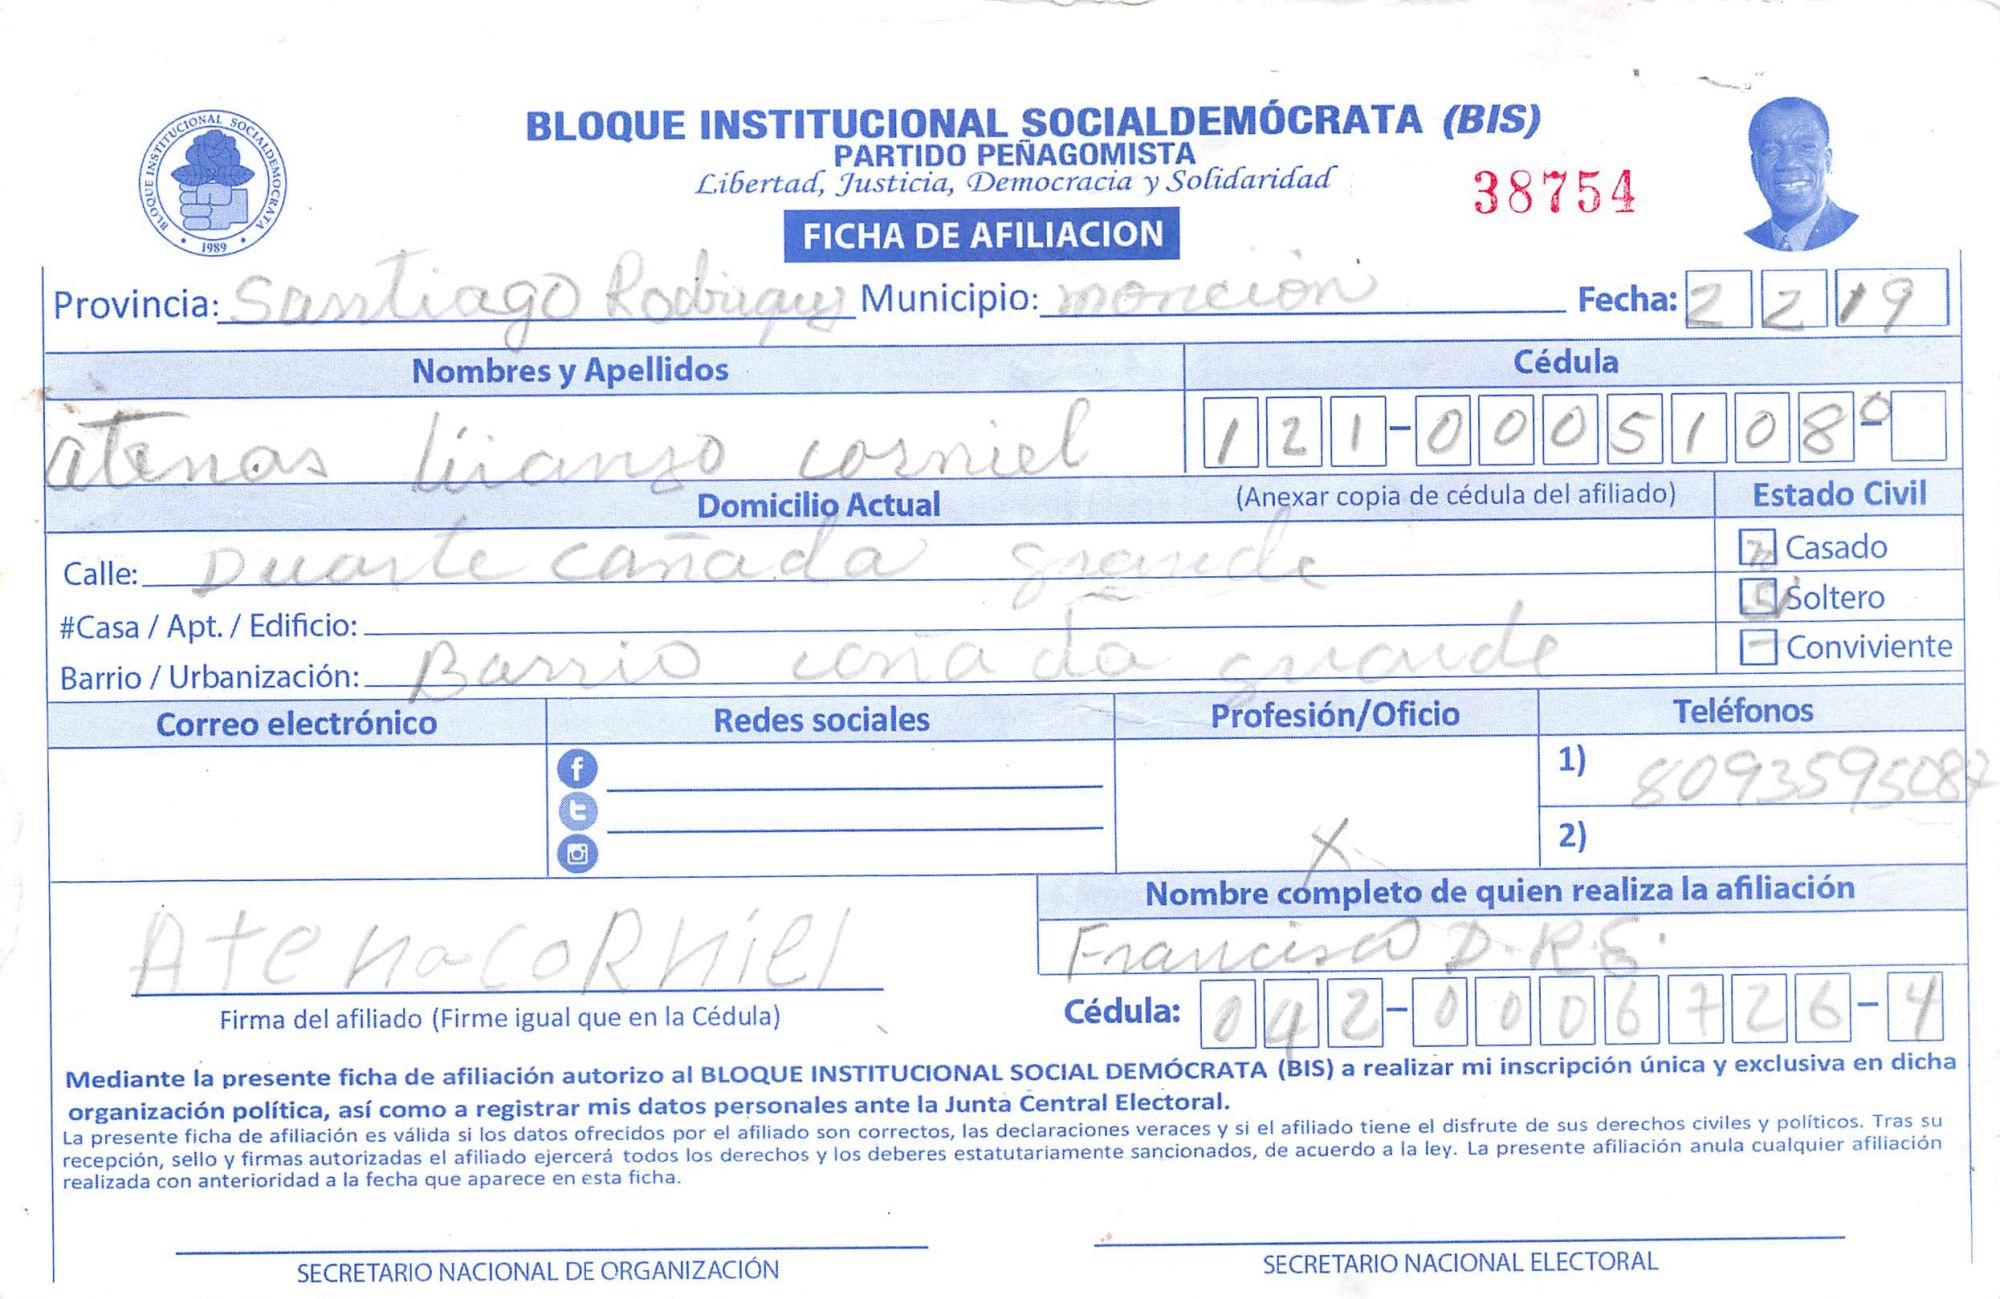 BLOQUE INSTITUCIONAL SOCIALDEMÓCRATA (BIS)
PARTIDO PEÑAGOMISTA
Libertad, Justicia, Democracia y Solidaridad
38754
BLOQUE INSTITUCIONAL SOCIALDEMOCRATA
1989
FICHA DE AFILIACION
Provincia: Santiago Rodriguez Municipio: monción Fecha: 2 2 19
Nombres y Apellidos Cédula
atenas liranzo corniel 121-0005108-0
Domicilio Actual (Anexar copia de cédula del afiliado) Estado Civil
Calle: Duarte cañada grande Casado
#Casa / Apt. / Edificio: Soltero
Barrio / Urbanización: Barrio cañada grande Conviviente
Correo electrónico Redes sociales Profesión/Oficio Teléfonos
1) 8093595087
2)
X
Nombre completo de quien realiza la afiliación
AtenacoRniel Francisco D.R.E.
Firma del afiliado (Firme igual que en la Cédula) Cédula: 042-0006726-4
Mediante la presente ficha de afiliación autorizo al BLOQUE INSTITUCIONAL SOCIAL DEMÓCRATA (BIS) a realizar mi inscripción única y exclusiva en dicha
organización política, así como a registrar mis datos personales ante la Junta Central Electoral.
La presente ficha de afiliación es válida si los datos ofrecidos por el afiliado son correctos, las declaraciones veraces y si el afiliado tiene el disfrute de sus derechos civiles y políticos. Tras su
recepción, sello y firmas autorizadas el afiliado ejercerá todos los derechos y los deberes estatutariamente sancionados, de acuerdo a la ley. La presente afiliación anula cualquier afiliación
realizada con anterioridad a la fecha que aparece en esta ficha.
SECRETARIO NACIONAL DE ORGANIZACIÓN SECRETARIO NACIONAL ELECTORAL